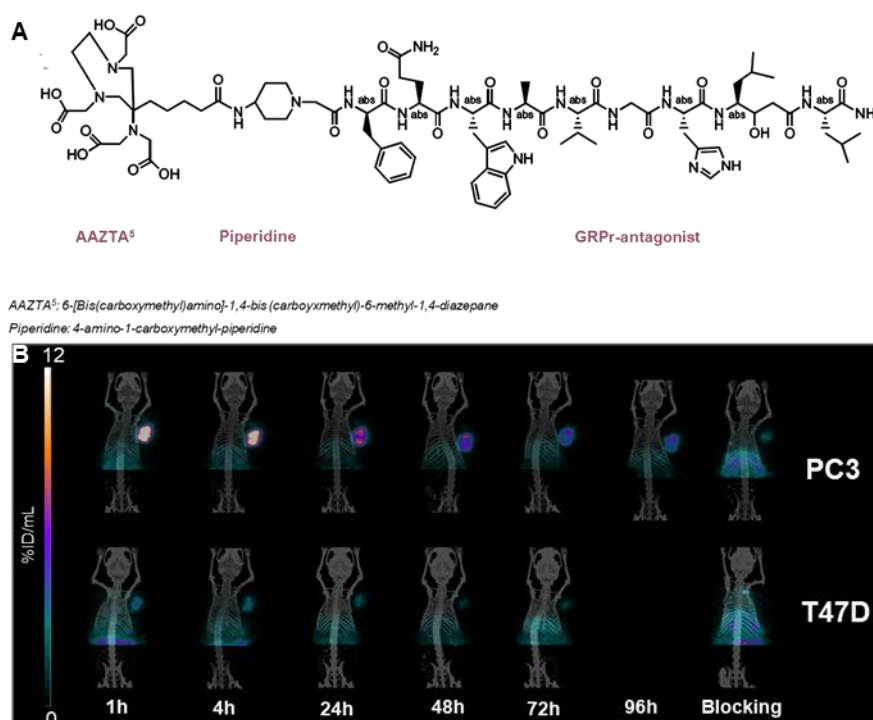 A
AAZTA⁵
Piperidine
GRPr-antagonist
AAZTA⁵: 6-[Bis(carboxymethyl)amino]-1,4-bis (carboyxmethyl)-6-methyl-1,4-diazepane
Piperidine: 4-amino-1-carboxymethyl-piperidine
B
12
%ID/mL
0
PC3
T47D
1h
4h
24h
48h
72h
96h
Blocking
O
OH
O
OH
N
N
O
HO
N
O
HO
O
OH
O
N
H
N
O
H
N
abs
O
NH₂
O
N
H
abs
O
H
N
abs
NH
O
N
H
abs
O
H
N
abs
O
N
H
O
H
N
abs
N
NH
O
N
H
abs
OH
O
H
N
abs
O
NH